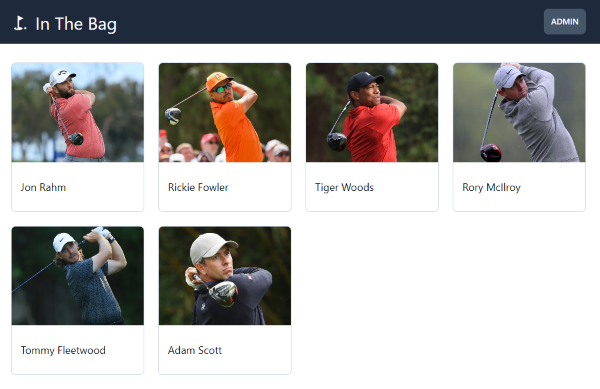 In The Bag
ADMIN
Jon Rahm
Rickie Fowler
Tiger Woods
Rory McIlroy
Tommy Fleetwood
Adam Scott